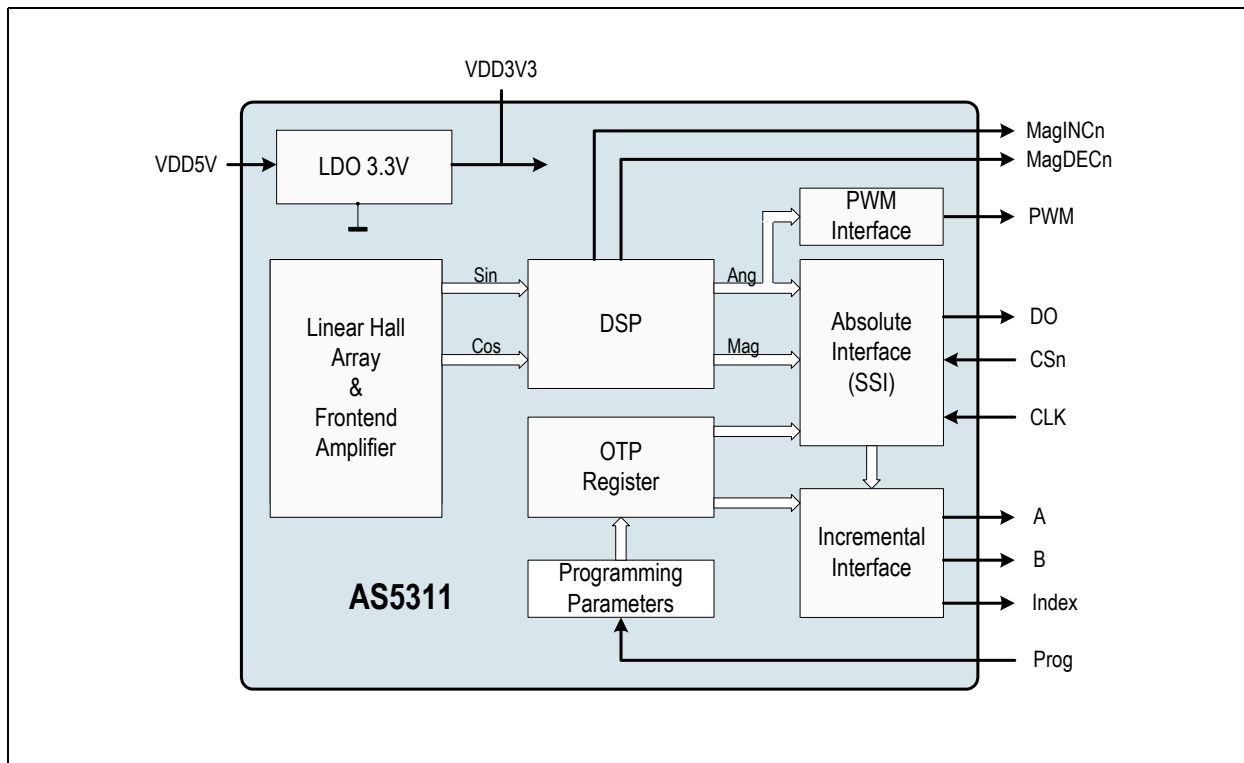 VDD3V3
MagINCn
VDD5V
LDO 3.3V
MagDECn
PWM
Interface
PWM
Sin
Ang
Linear Hall
Array
&
Frontend
Amplifier
DSP
Absolute
Interface
(SSI)
DO
Cos
Mag
CSn
CLK
OTP
Register
A
Incremental
Interface
B
Programming
Parameters
AS5311
Index
Prog